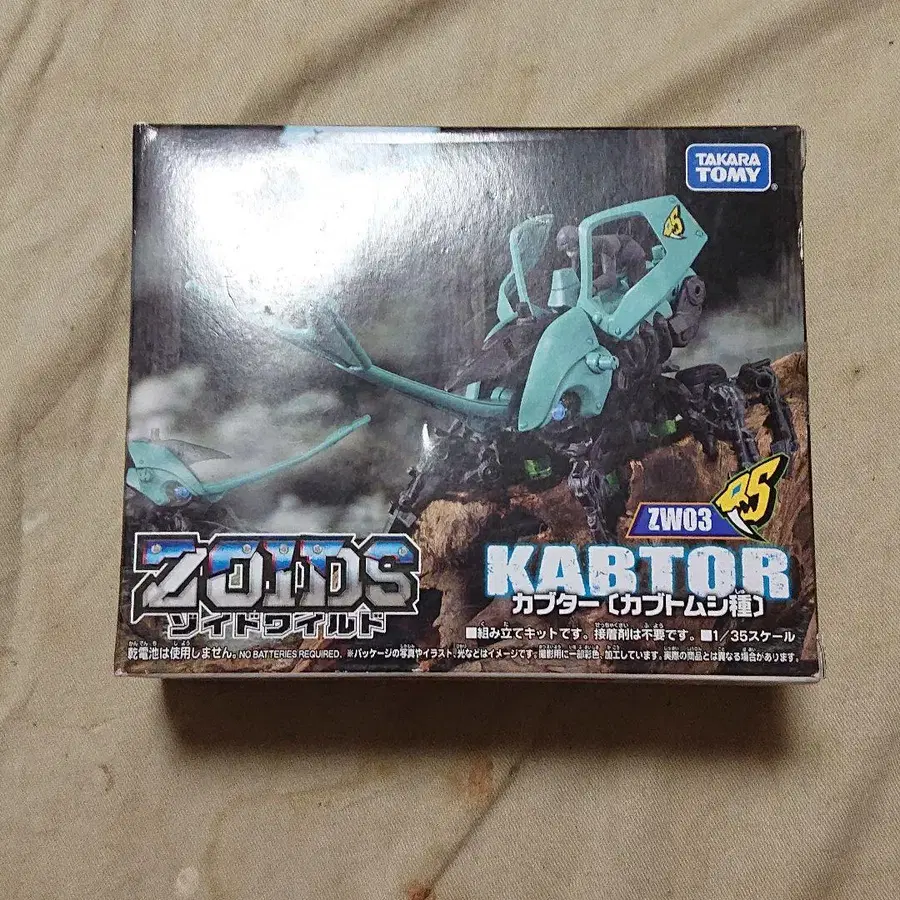 TAKARA
TOMY
ZW03
ZOIDS
ゾイドワイルド
KABTOR
カブター〔カブトムシ種〕
■組み立てキットです。接着剤は不要です。■1/35スケール
乾電池は使用しません。NO BATTERIES REQUIRED. ※パッケージの写真やイラスト、光などはイメージです。撮影用に一部彩色、加工しています。実際の商品とは異なる場合があります。